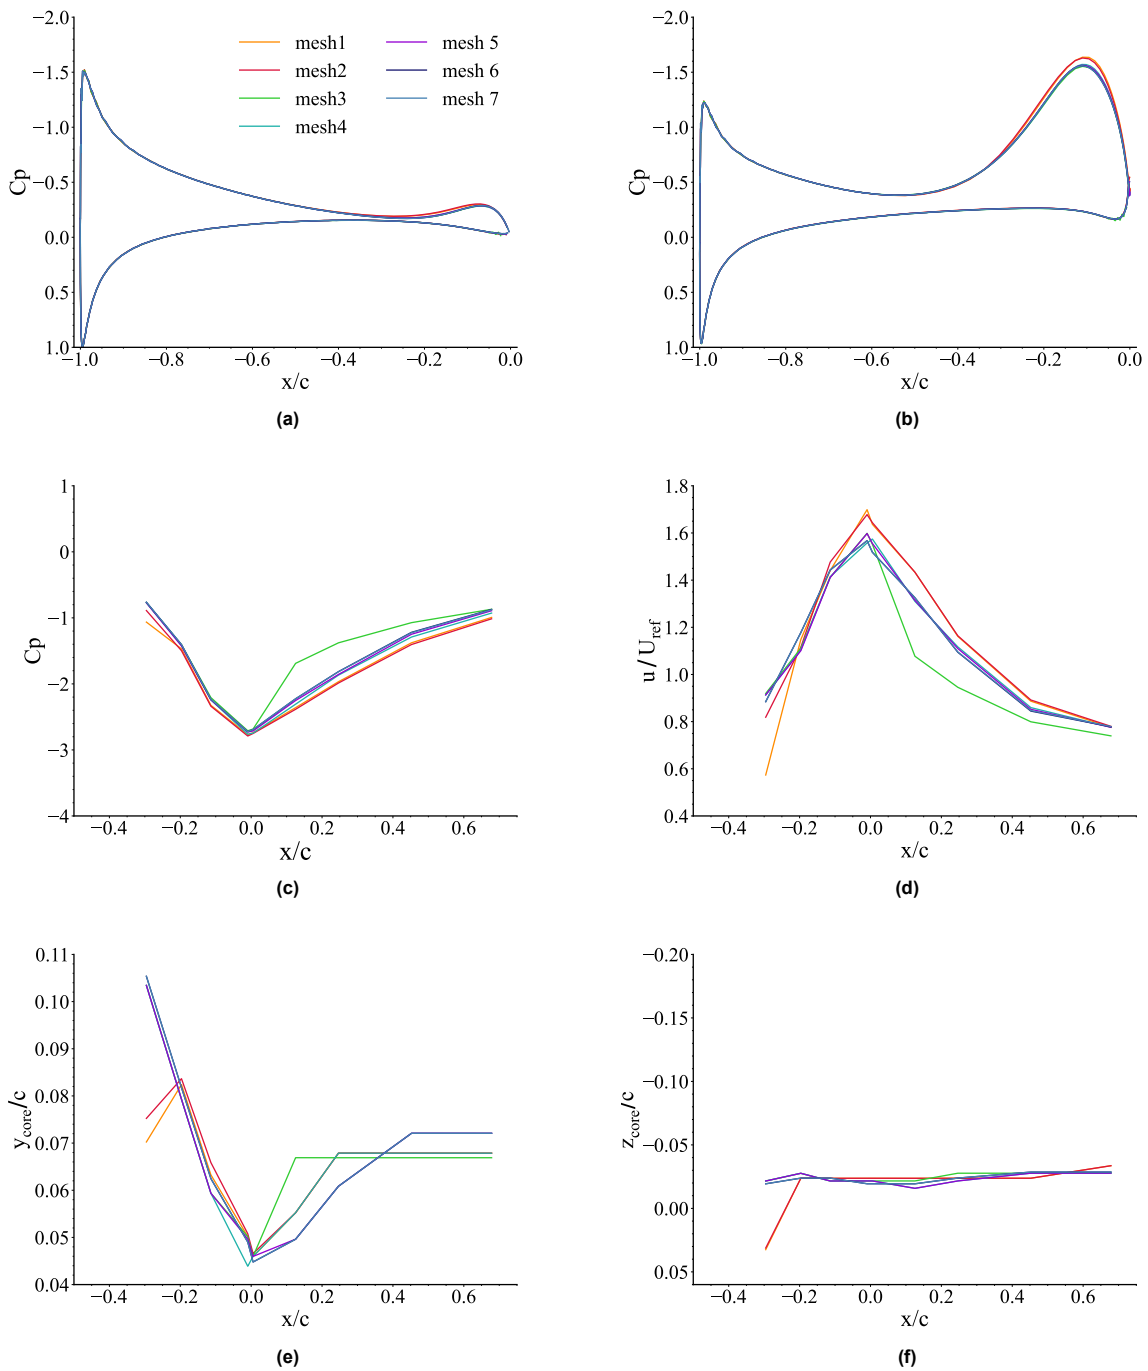 −2.0
−1.5
−1.0
−0.5
0.0
0.5
1.0
Cp
mesh1
mesh2
mesh3
mesh4
mesh 5
mesh 6
mesh 7
−1.0 −0.8 −0.6 −0.4 −0.2 0.0
x/c
(a)
−2.0
−1.5
−1.0
−0.5
0.0
0.5
1.0
Cp
−1.0 −0.8 −0.6 −0.4 −0.2 0.0
x/c
(b)
1
0
−1
−2
−3
−4
Cp
−0.4 −0.2 0.0 0.2 0.4 0.6
x/c
(c)
1.8
1.6
1.4
1.2
1.0
0.8
0.6
0.4
u / U_ref
−0.4 −0.2 0.0 0.2 0.4 0.6
x/c
(d)
0.11
0.10
0.09
0.08
0.07
0.06
0.05
0.04
y_core/c
−0.4 −0.2 0.0 0.2 0.4 0.6
x/c
(e)
−0.20
−0.15
−0.10
−0.05
0.00
0.05
z_core/c
−0.4 −0.2 0.0 0.2 0.4 0.6
x/c
(f)